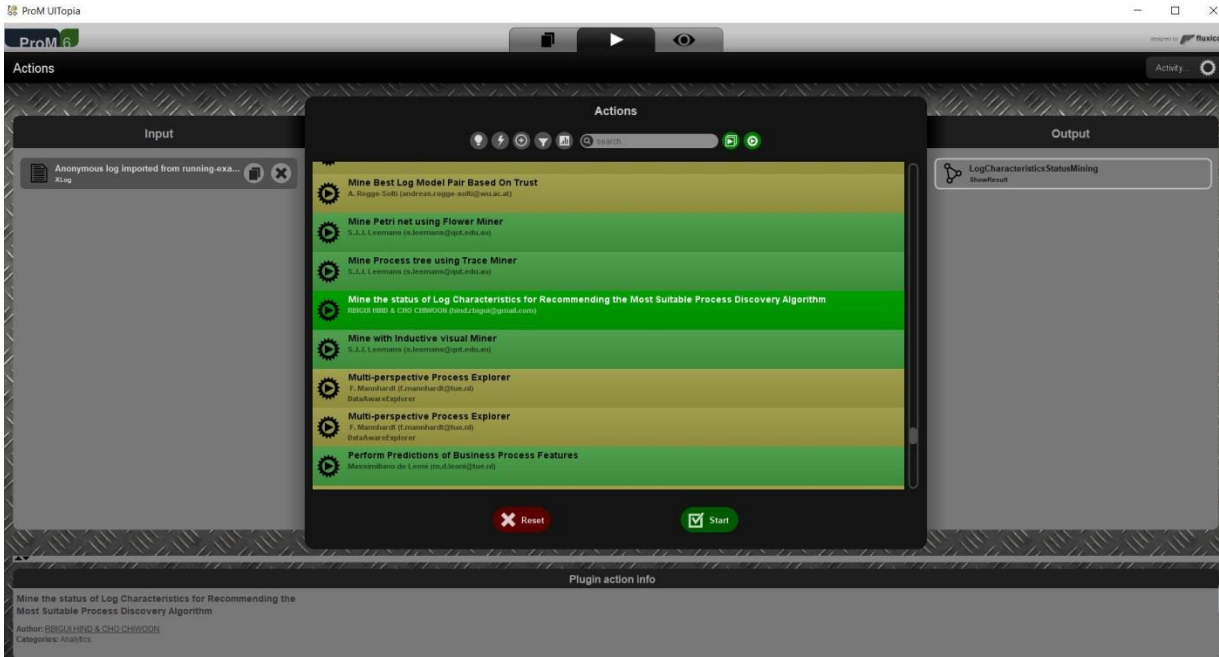 ProM UITopia
ProM 6
designed by fluxicon
Actions
Activity...
Input
Anonymous log imported from running-exa...
XLog
Actions
search...
Mine Best Log Model Pair Based On Trust
A. Rogge-Solti (andreas.rogge-solti@wu.ac.at)
Mine Petri net using Flower Miner
S.J.J. Leemans (s.leemans@qut.edu.au)
Mine Process tree using Trace Miner
S.J.J. Leemans (s.leemans@qut.edu.au)
Mine the status of Log Characteristics for Recommending the Most Suitable Process Discovery Algorithm
RBIGUI HIND & CHO CHIWOON (hind.rbigui@gmail.com)
Mine with Inductive visual Miner
S.J.J. Leemans (s.leemans@qut.edu.au)
Multi-perspective Process Explorer
F. Mannhardt (f.mannhardt@tue.nl)
DataAwareExplorer
Multi-perspective Process Explorer
F. Mannhardt (f.mannhardt@tue.nl)
DataAwareExplorer
Perform Predictions of Business Process Features
Massimiliano de Leoni (m.d.leoni@tue.nl)
Reset
Start
Output
LogCharacteristicsStatusMining
ShowResult
Plugin action info
Mine the status of Log Characteristics for Recommending the
Most Suitable Process Discovery Algorithm
Author: RBIGUI HIND & CHO CHIWOON
Categories: Analytics